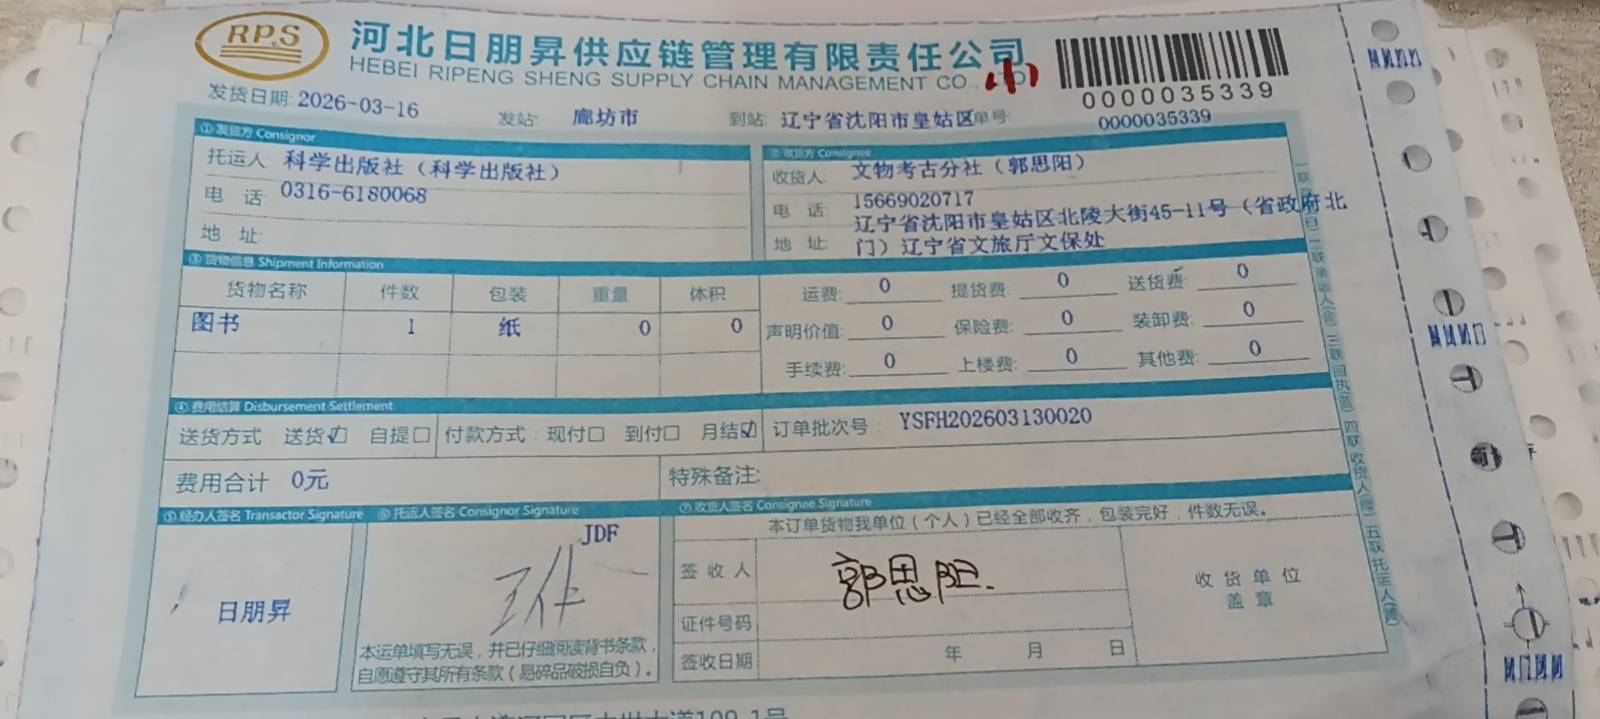 RPS
河北日朋昇供应链管理有限责任公司
HEBEI RIPENG SHENG SUPPLY CHAIN MANAGEMENT CO., LTD
0000035339
发货日期: 2026-03-16 发站: 廊坊市 到站: 辽宁省沈阳市皇姑区 单号: 0000035339
① 发货方 Consignor
托运人 科学出版社（科学出版社）
电 话 0316-6180068
地 址:
② 收货方 Consignee
收货人: 文物考古分社（郭思阳）
电 话 15669020717
地 址: 辽宁省沈阳市皇姑区北陵大街45-11号（省政府北
门）辽宁省文旅厅文保处
③ 货物信息 Shipment Information
货物名称 件数 包装 重量 体积
图书 1 纸 0 0
运费: 0 提货费: 0 送货费: 0
声明价值: 0 保险费: 0 装卸费: 0
手续费: 0 上楼费: 0 其他费: 0
④ 费用结算 Disbursement Settlement
送货方式 送货☑ 自提☐ 付款方式: 现付☐ 到付☐ 月结☑ 订单批次号: YSFH202603130020
费用合计 0元 特殊备注:
⑤ 经办人签名 Transactor Signature
日朋昇
⑥ 托运人签名 Consignor Signature
JDF
本运单填写无误，并已仔细阅读背书条款，
自愿遵守其所有条款（易碎品破损自负）。
⑦ 收货人签名 Consignee Signature
本订单货物我单位（个人）已经全部收齐，包装完好，件数无误。
签 收 人 郭思阳.
证件号码
签收日期 年 月 日
收 货 单 位
盖 章